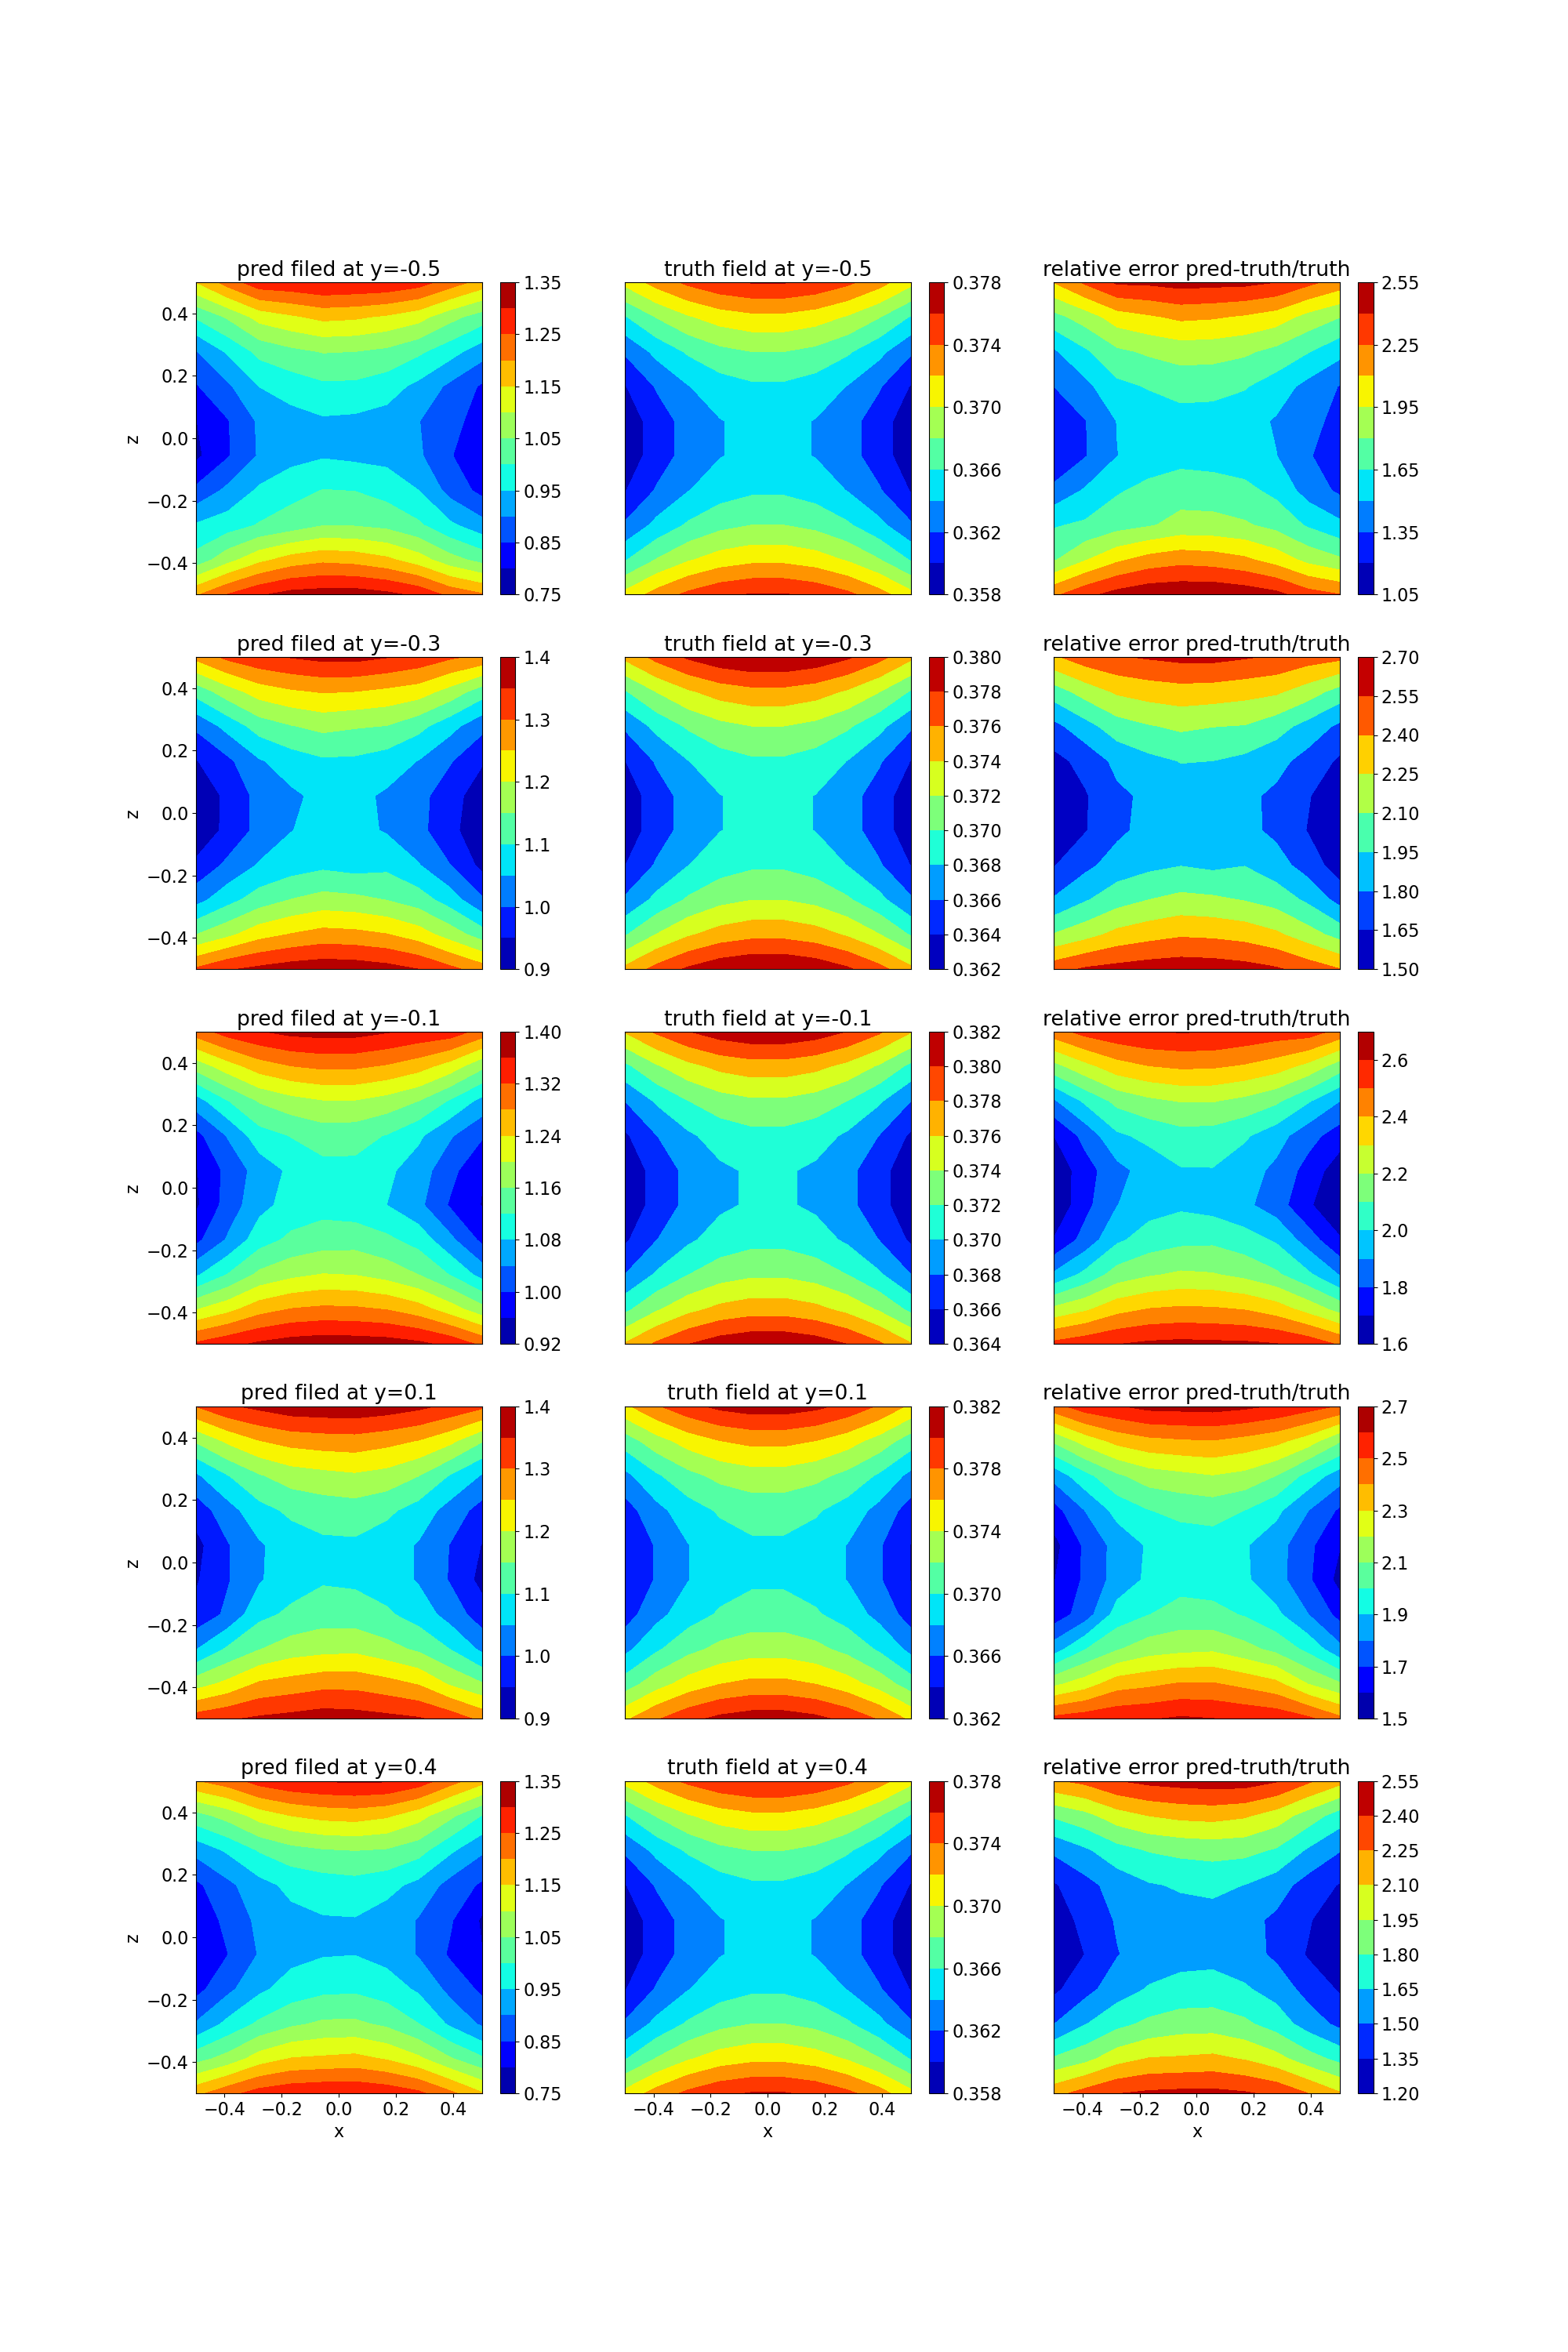 pred filed at y=-0.5 truth field at y=-0.5 relative error pred-truth/truth
0.4 0.2 0.0 −0.2 −0.4
z
1.35 1.25 1.15 1.05 0.95 0.85 0.75
0.378 0.374 0.370 0.366 0.362 0.358
2.55 2.25 1.95 1.65 1.35 1.05
pred filed at y=-0.3 truth field at y=-0.3 relative error pred-truth/truth
0.4 0.2 0.0 −0.2 −0.4
z
1.4 1.3 1.2 1.1 1.0 0.9
0.380 0.378 0.376 0.374 0.372 0.370 0.368 0.366 0.364 0.362
2.70 2.55 2.40 2.25 2.10 1.95 1.80 1.65 1.50
pred filed at y=-0.1 truth field at y=-0.1 relative error pred-truth/truth
0.4 0.2 0.0 −0.2 −0.4
z
1.40 1.32 1.24 1.16 1.08 1.00 0.92
0.382 0.380 0.378 0.376 0.374 0.372 0.370 0.368 0.366 0.364
2.6 2.4 2.2 2.0 1.8 1.6
pred filed at y=0.1 truth field at y=0.1 relative error pred-truth/truth
0.4 0.2 0.0 −0.2 −0.4
z
1.4 1.3 1.2 1.1 1.0 0.9
0.382 0.378 0.374 0.370 0.366 0.362
2.7 2.5 2.3 2.1 1.9 1.7 1.5
pred filed at y=0.4 truth field at y=0.4 relative error pred-truth/truth
0.4 0.2 0.0 −0.2 −0.4
z
1.35 1.25 1.15 1.05 0.95 0.85 0.75
0.378 0.374 0.370 0.366 0.362 0.358
2.55 2.40 2.25 2.10 1.95 1.80 1.65 1.50 1.35 1.20
−0.4 −0.2 0.0 0.2 0.4 −0.4 −0.2 0.0 0.2 0.4 −0.4 −0.2 0.0 0.2 0.4
x x x